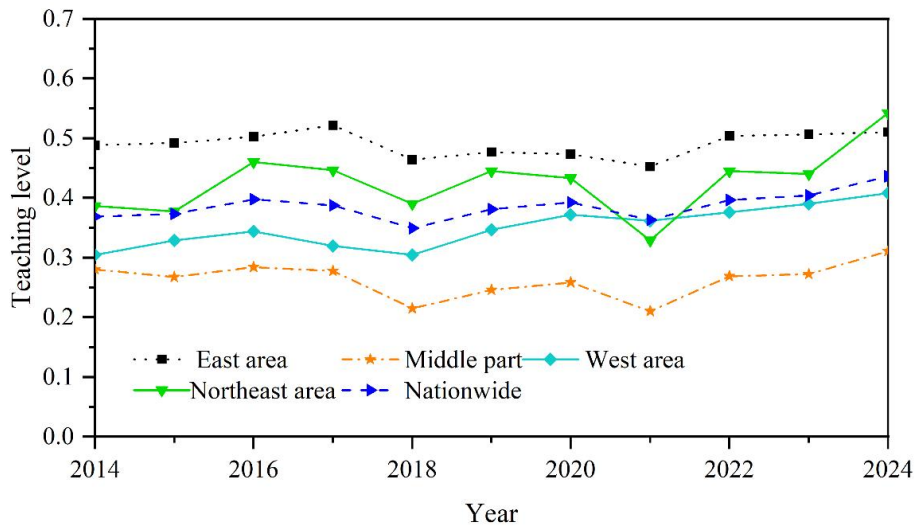 0.7
0.6
0.5
0.4
0.3
0.2
0.1
0.0
Teaching level
East area Middle part West area
Northeast area Nationwide
2014 2016 2018 2020 2022 2024
Year